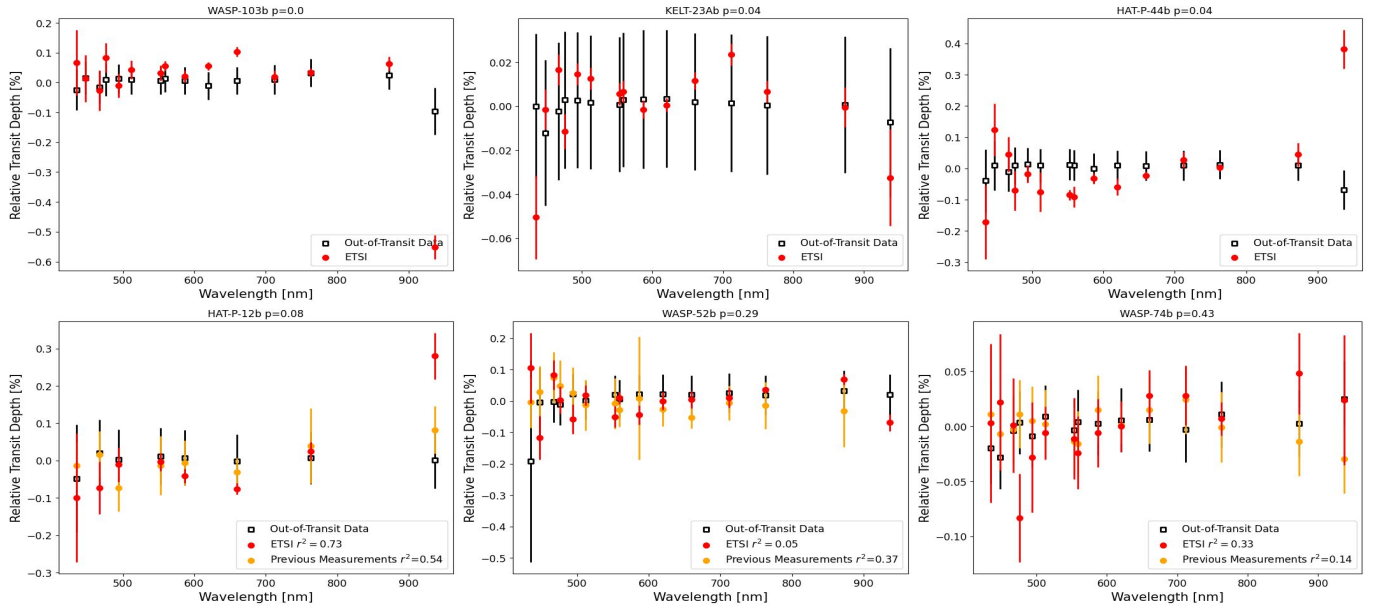 WASP-103b p=0.0
Relative Transit Depth [%]
0.2
0.1
0.0
−0.1
−0.2
−0.3
−0.4
−0.5
−0.6
500
600
700
800
900
Wavelength [nm]
Out-of-Transit Data
ETSI
KELT-23Ab p=0.04
Relative Transit Depth [%]
0.04
0.02
0.00
−0.02
−0.04
−0.06
500
600
700
800
900
Wavelength [nm]
Out-of-Transit Data
ETSI
HAT-P-44b p=0.04
Relative Transit Depth [%]
0.4
0.3
0.2
0.1
0.0
−0.1
−0.2
−0.3
500
600
700
800
900
Wavelength [nm]
Out-of-Transit Data
ETSI
HAT-P-12b p=0.08
Relative Transit Depth [%]
0.3
0.2
0.1
0.0
−0.1
−0.2
−0.3
500
600
700
800
900
Wavelength [nm]
Out-of-Transit Data
ETSI r² = 0.73
Previous Measurements r²=0.54
WASP-52b p=0.29
Relative Transit Depth [%]
0.2
0.1
0.0
−0.1
−0.2
−0.3
−0.4
−0.5
500
600
700
800
900
Wavelength [nm]
Out-of-Transit Data
ETSI r² = 0.05
Previous Measurements r²=0.37
WASP-74b p=0.43
Relative Transit Depth [%]
0.05
0.00
−0.05
−0.10
500
600
700
800
900
Wavelength [nm]
Out-of-Transit Data
ETSI r² = 0.33
Previous Measurements r²=0.14